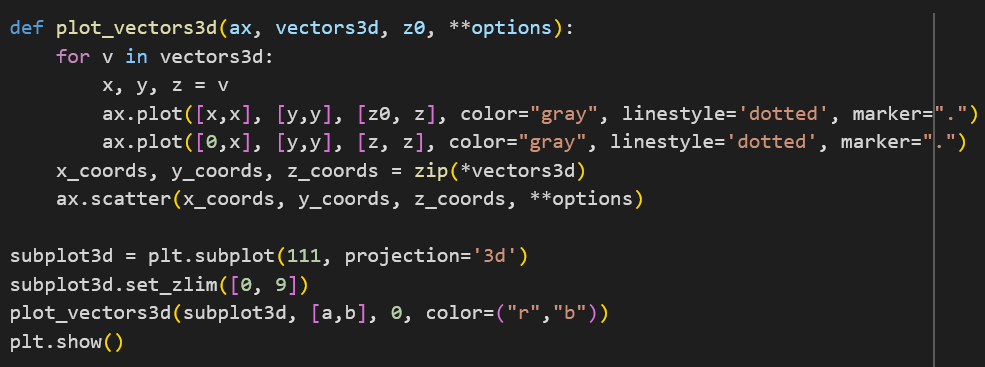 def plot_vectors3d(ax, vectors3d, z0, **options):
    for v in vectors3d:
        x, y, z = v
        ax.plot([x,x], [y,y], [z0, z], color="gray", linestyle='dotted', marker=".")
        ax.plot([0,x], [y,y], [z, z], color="gray", linestyle='dotted', marker=".")
    x_coords, y_coords, z_coords = zip(*vectors3d)
    ax.scatter(x_coords, y_coords, z_coords, **options)

subplot3d = plt.subplot(111, projection='3d')
subplot3d.set_zlim([0, 9])
plot_vectors3d(subplot3d, [a,b], 0, color=("r","b"))
plt.show()